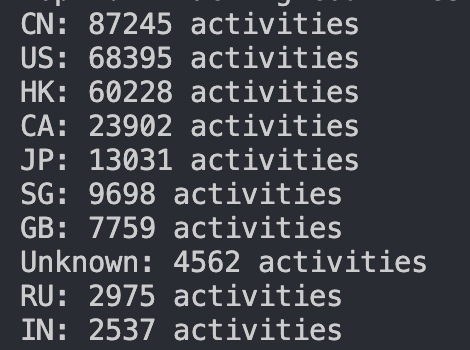 CN: 87245 activities
US: 68395 activities
HK: 60228 activities
CA: 23902 activities
JP: 13031 activities
SG: 9698 activities
GB: 7759 activities
Unknown: 4562 activities
RU: 2975 activities
IN: 2537 activities